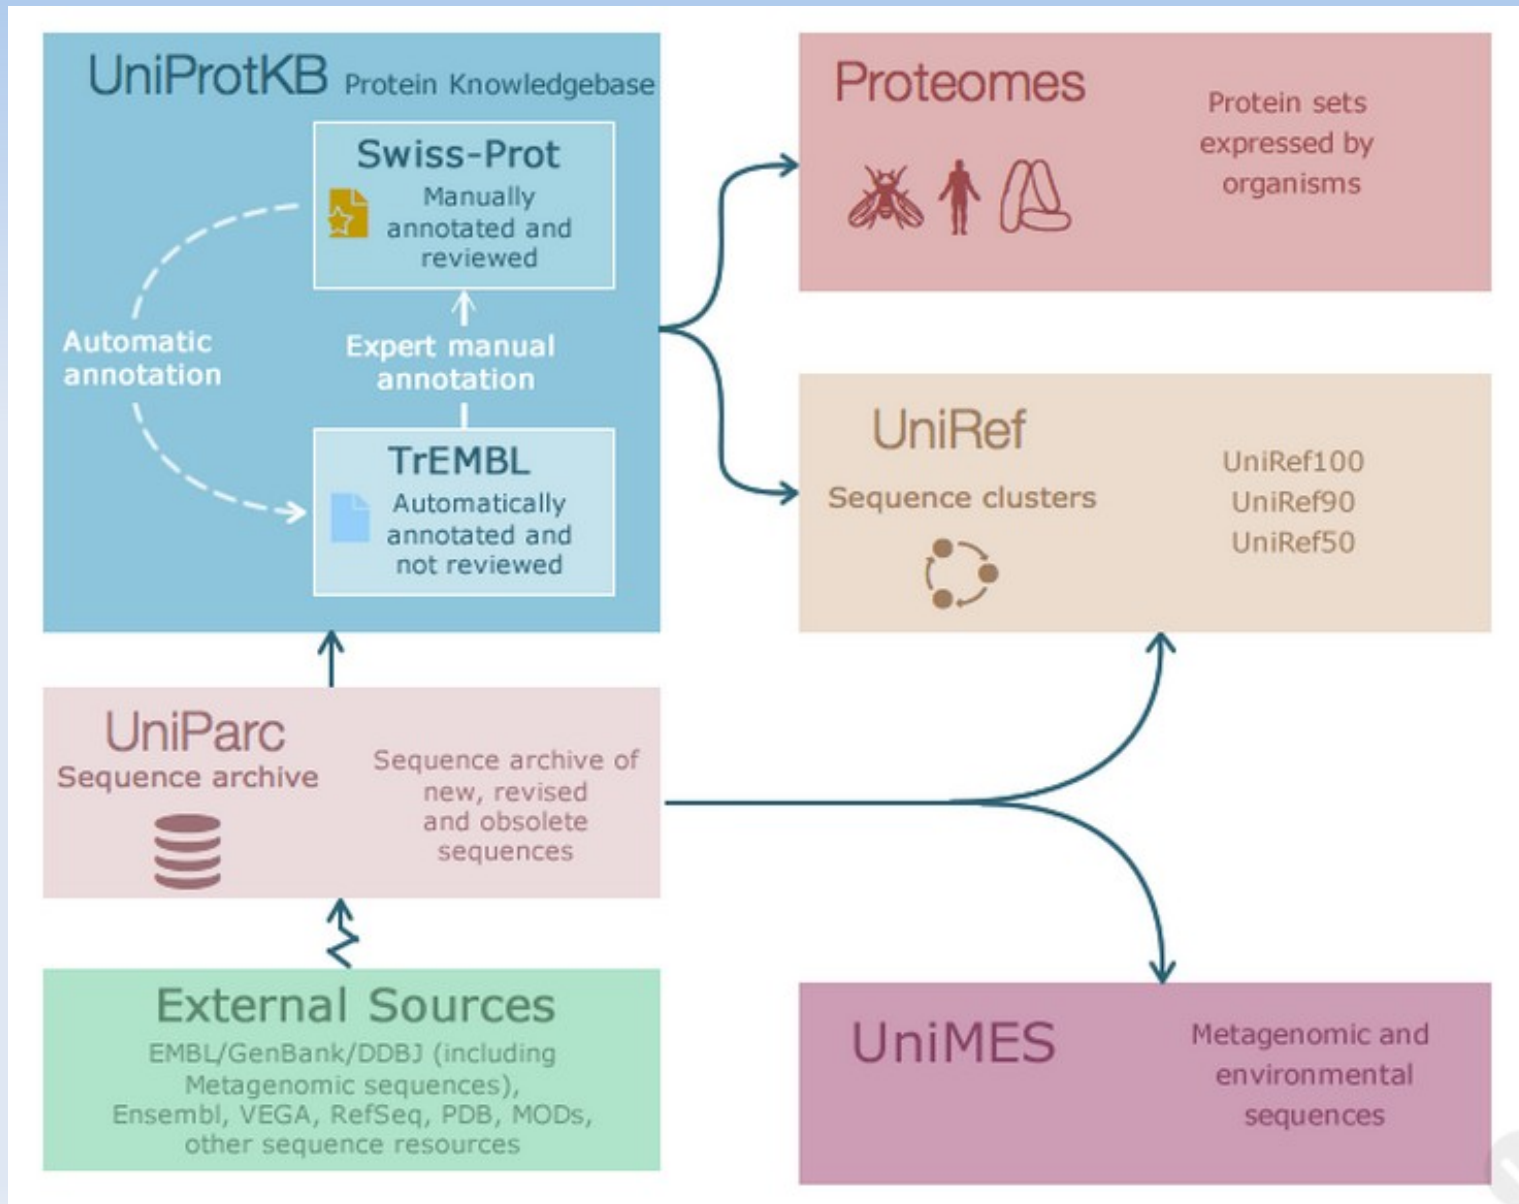 UniProtKB Protein Knowledgebase
Swiss-Prot
Manually
annotated and
reviewed
Automatic
annotation
Expert manual
annotation
TrEMBL
Automatically
annotated and
not reviewed
Proteomes
Protein sets
expressed by
organisms
UniRef
Sequence clusters
UniRef100
UniRef90
UniRef50
UniParc
Sequence archive
Sequence archive of
new, revised
and obsolete
sequences
External Sources
EMBL/GenBank/DDBJ (including
Metagenomic sequences),
Ensembl, VEGA, RefSeq, PDB, MODs,
other sequence resources
UniMES
Metagenomic and
environmental
sequences